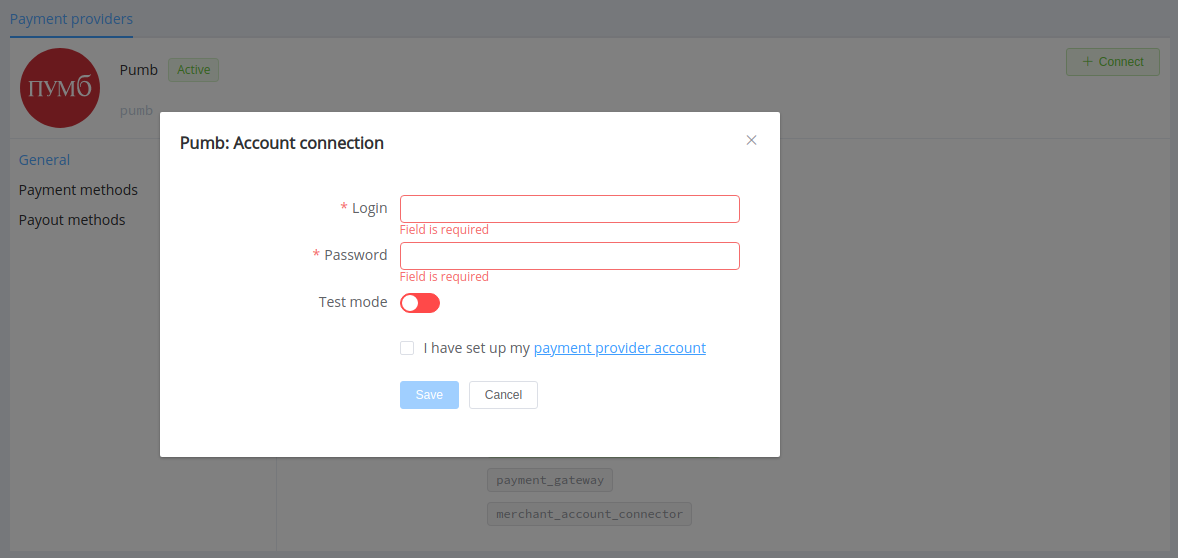 Payment providers
ПУМБ
Pumb
Active
+ Connect
pumb
General
Payment methods
Payout methods
Pumb: Account connection
* Login
Field is required
* Password
Field is required
Test mode
I have set up my payment provider account
Save
Cancel
payment_gateway
merchant_account_connector